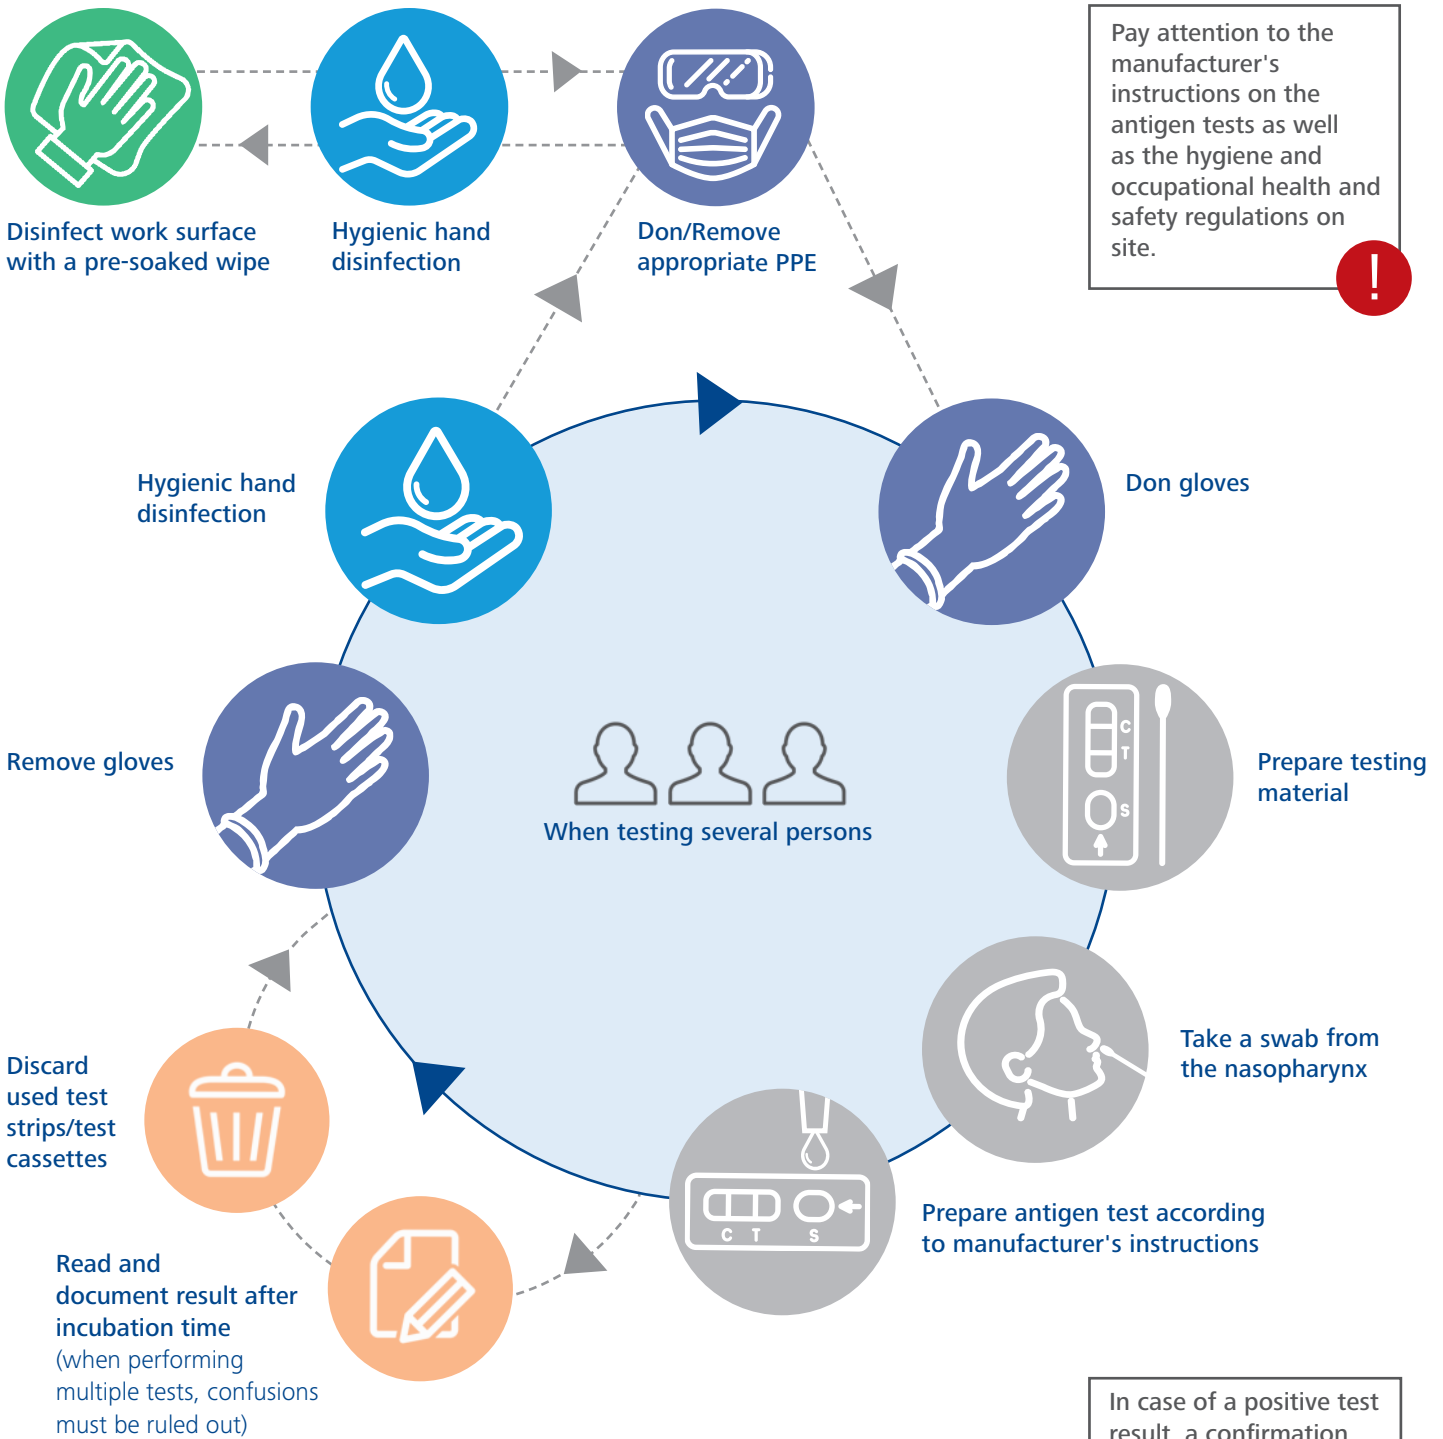 Pay attention to the
manufacturer's
instructions on the
antigen tests as well
as the hygiene and
occupational health and
safety regulations on
site.
!
Disinfect work surface
with a pre-soaked wipe
Hygienic hand
disinfection
Don/Remove
appropriate PPE
Hygienic hand
disinfection
Don gloves
Remove gloves
When testing several persons
C
T
S
Prepare testing
material
Take a swab from
the nasopharynx
C T S
Prepare antigen test according
to manufacturer's instructions
Discard
used test
strips/test
cassettes
Read and
document result after
incubation time
(when performing
multiple tests, confusions
must be ruled out)
In case of a positive test
result, a confirmation